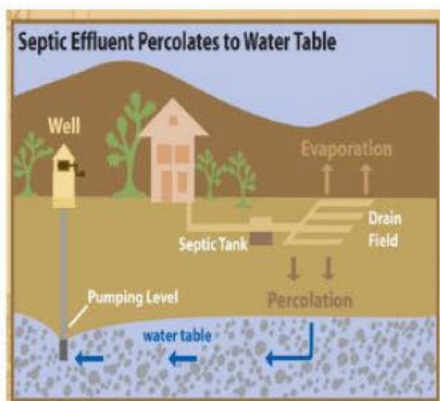 Septic Effluent Percolates to Water Table
Well
Evaporation
Septic Tank
Drain
Field
Pumping Level
Percolation
water table